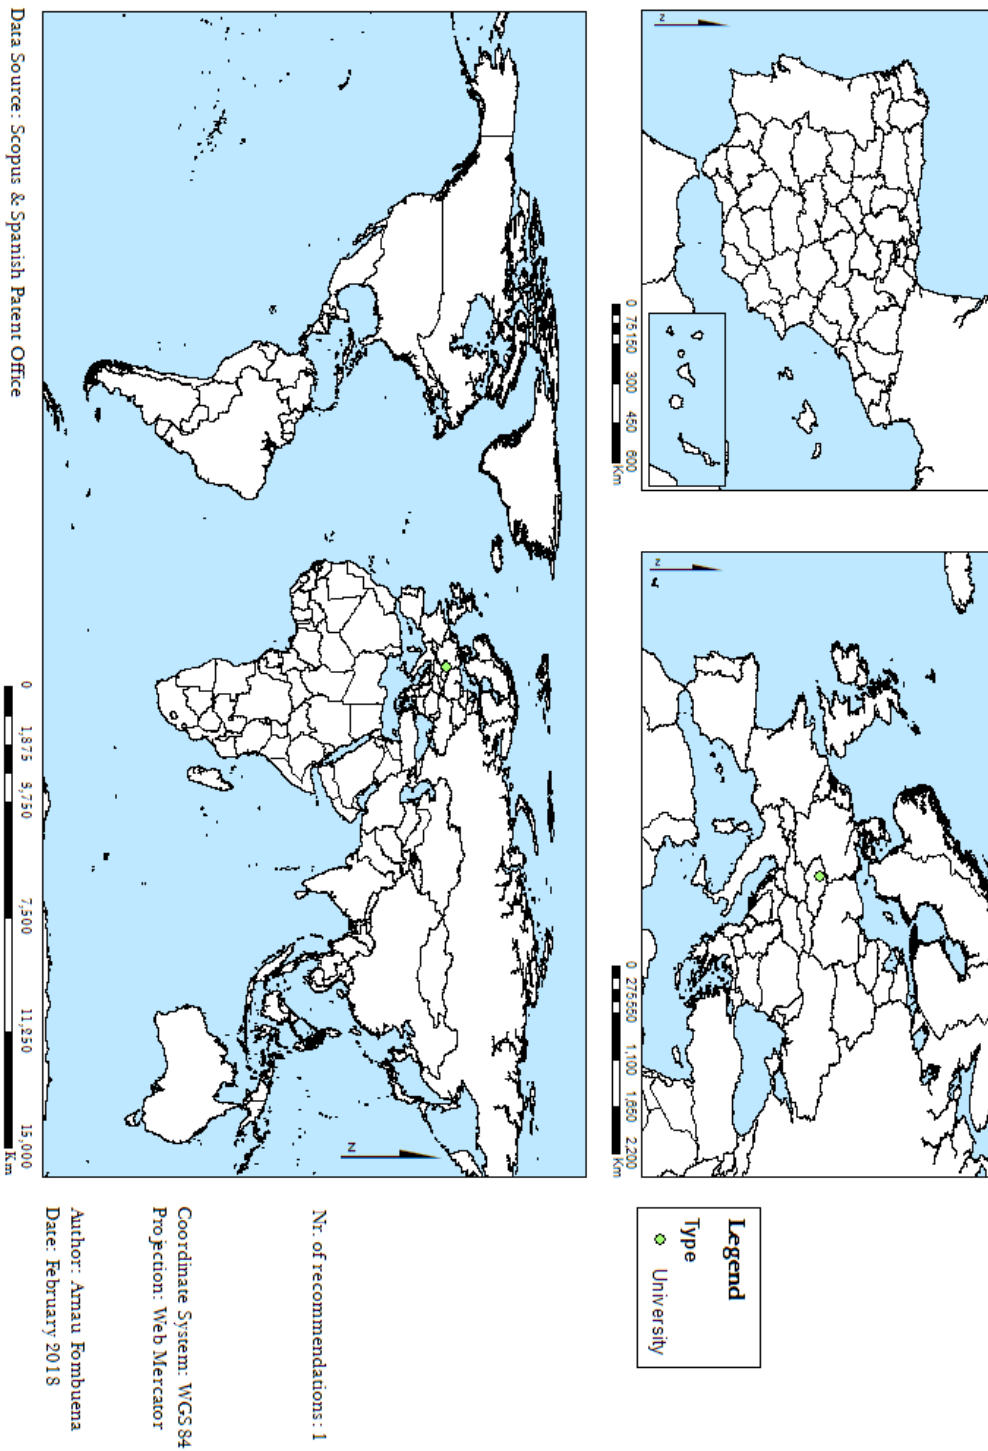 N
0 75 150 300 450 600
Km
N
0 275 550 1,100 1,650 2,200
Km
Legend
Type
University
N
0 1,875 3,750 7,500 11,250 15,000
Km
Nr. of recommendations: 1
Coordinate System: WGS 84
Projection: Web Mercator
Author: Arnau Fombuena
Date: February 2018
Data Source: Scopus & Spanish Patent Office